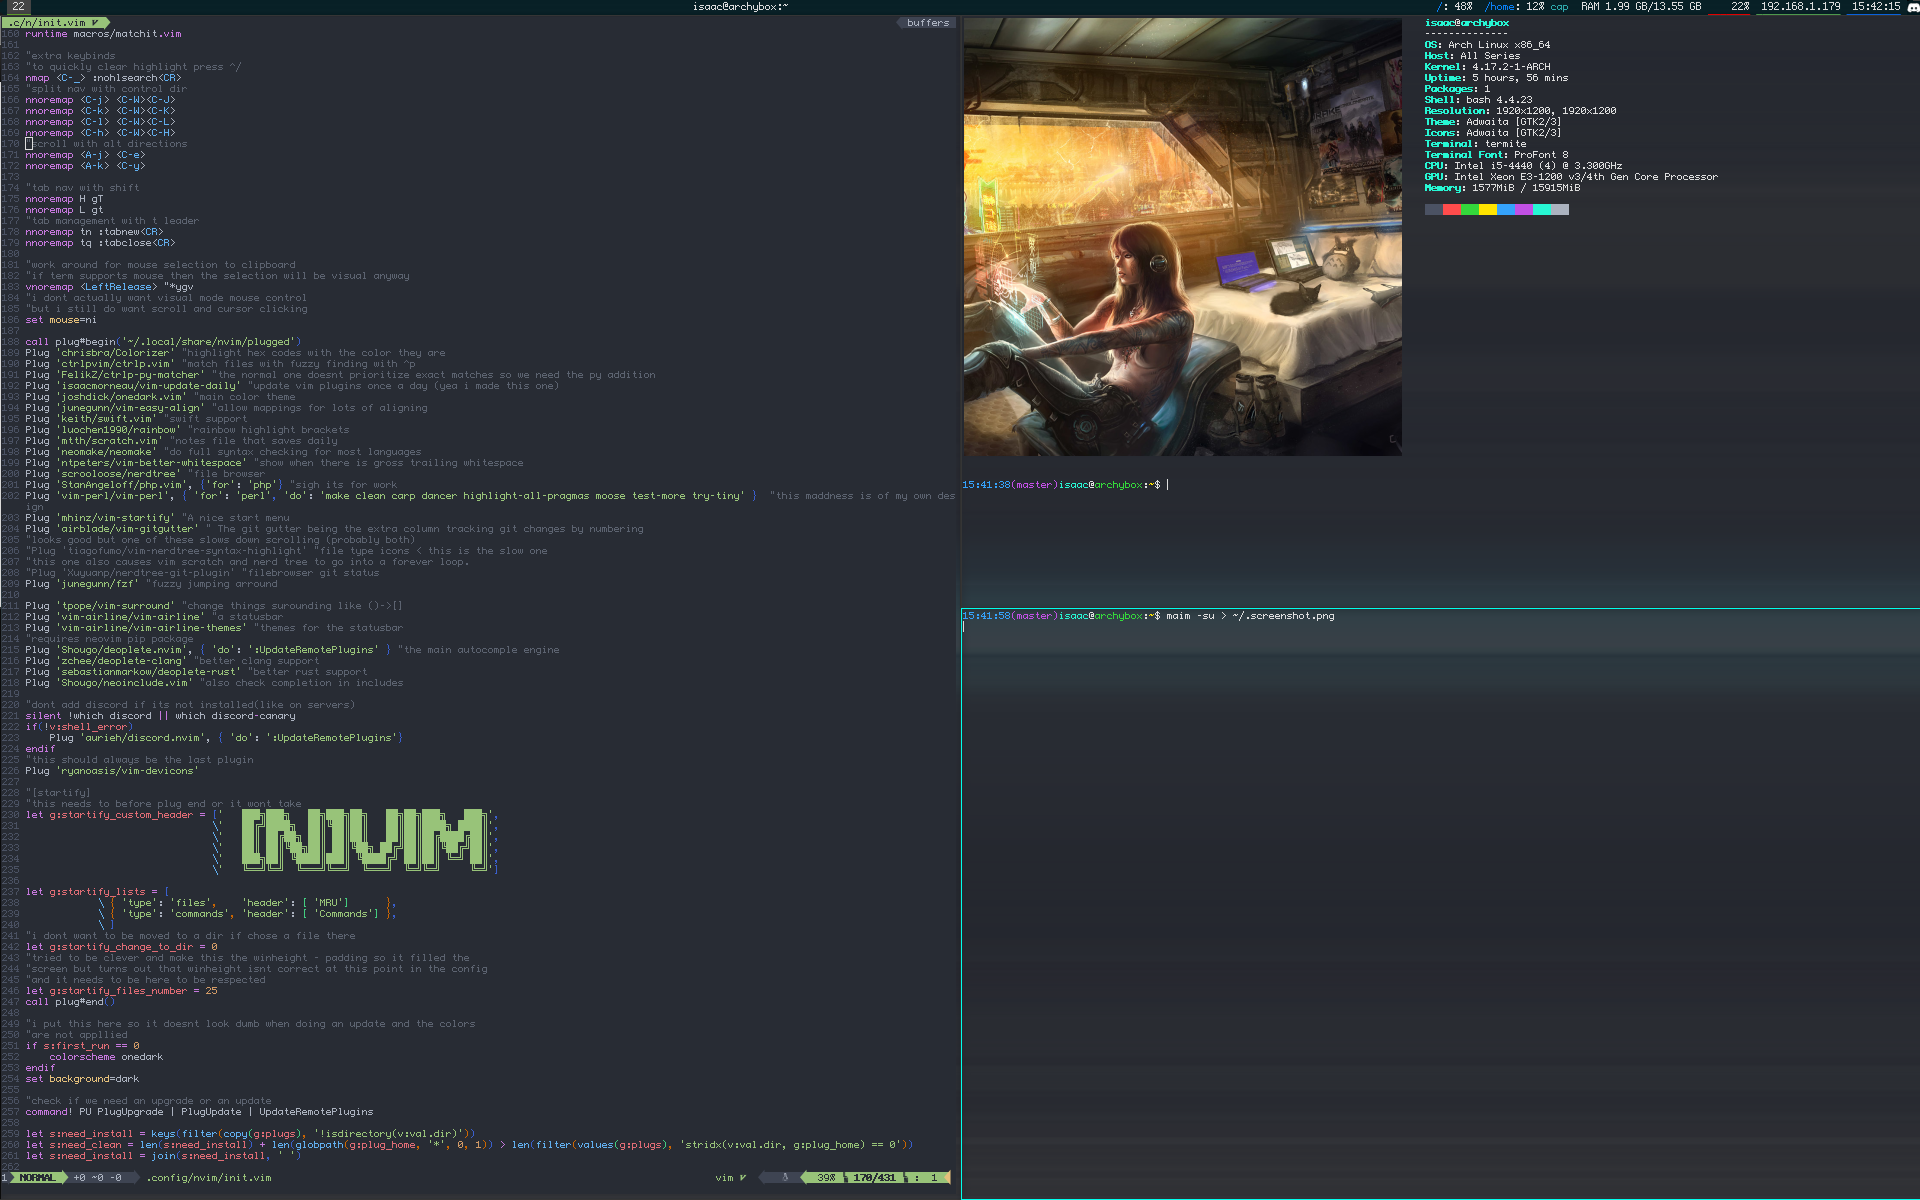 22
isaac@archybox:~
/: 48% /home: 12% cap RAM 1.99 GB/13.55 GB 22% 192.168.1.179 15:42:15
.c/n/init.vim
buffers
160 runtime macros/matchit.vim
161
162 "extra keybinds
163 "to quickly clear highlight press ^/
164 nmap <C-_> :nohlsearch<CR>
165 "split nav with control dir
166 nnoremap <C-j> <C-W><C-J>
167 nnoremap <C-k> <C-W><C-K>
168 nnoremap <C-l> <C-W><C-L>
169 nnoremap <C-h> <C-W><C-H>
170 "scroll with alt directions
171 nnoremap <A-j> <C-e>
172 nnoremap <A-k> <C-y>
173
174 "tab nav with shift
175 nnoremap H gT
176 nnoremap L gt
177 "tab management with t leader
178 nnoremap tn :tabnew<CR>
179 nnoremap tq :tabclose<CR>
180
181 "work around for mouse selection to clipboard
182 "if term supports mouse then the selection will be visual anyway
183 vnoremap <LeftRelease> "*ygv
184 "i dont actually want visual mode mouse control
185 "but i still do want scroll and cursor clicking
186 set mouse=ni
187
188 call plug#begin('~/.local/share/nvim/plugged')
189 Plug 'chrisbra/Colorizer' "highlight hex codes with the color they are
190 Plug 'ctrlpvim/ctrlp.vim' "match files with fuzzy finding with ^p
191 Plug 'FelikZ/ctrlp-py-matcher' "the normal one doesnt prioritize exact matches so we need the py addition
192 Plug 'isaacmorneau/vim-update-daily' "update vim plugins once a day (yea i made this one)
193 Plug 'joshdick/onedark.vim' "main color theme
194 Plug 'junegunn/vim-easy-align' "allow mappings for lots of aligning
195 Plug 'keith/swift.vim' "swift support
196 Plug 'luochen1990/rainbow' "rainbow highlight brackets
197 Plug 'mtth/scratch.vim' "notes file that saves daily
198 Plug 'neomake/neomake' "do full syntax checking for most languages
199 Plug 'ntpeters/vim-better-whitespace' "show when there is gross trailing whitespace
200 Plug 'scrooloose/nerdtree' "file browser
201 Plug 'StanAngeloff/php.vim', {'for': 'php'} "sigh its for work
202 Plug 'vim-perl/vim-perl', { 'for': 'perl', 'do': 'make clean carp dancer highlight-all-pragmas moose test-more try-tiny' }  "this maddness is of my own des
ign
203 Plug 'mhinz/vim-startify' "A nice start menu
204 Plug 'airblade/vim-gitgutter' " The git gutter being the extra column tracking git changes by numbering
205 "looks good but one of these slows down scrolling (probably both)
206 "Plug 'tiagofumo/vim-nerdtree-syntax-highlight' "file type icons < this is the slow one
207 "this one also causes vim scratch and nerd tree to go into a forever loop.
208 "Plug 'Xuyuanp/nerdtree-git-plugin' "filebrowser git status
209 Plug 'junegunn/fzf' "fuzzy jumping arround
210
211 Plug 'tpope/vim-surround' "change things surounding like ()->[]
212 Plug 'vim-airline/vim-airline' "a statusbar
213 Plug 'vim-airline/vim-airline-themes' "themes for the statusbar
214 "requires neovim pip package
215 Plug 'Shougo/deoplete.nvim', { 'do': ':UpdateRemotePlugins' } "the main autocomple engine
216 Plug 'zchee/deoplete-clang' "better clang support
217 Plug 'sebastianmarkow/deoplete-rust' "better rust support
218 Plug 'Shougo/neoinclude.vim' "also check completion in includes
219
220 "dont add discord if its not installed(like on servers)
221 silent !which discord || which discord-canary
222 if(!v:shell_error)
223     Plug 'aurieh/discord.nvim', { 'do': ':UpdateRemotePlugins'}
224 endif
225 "this should always be the last plugin
226 Plug 'ryanoasis/vim-devicons'
227
228 "[startify]
229 "this needs to before plug end or it wont take
230 let g:startify_custom_header = ['
231 \'
232 \'
233 \'
234 \'
235 \' ']
[N]VIM
236
237 let g:startify_lists = [
238 \ { 'type': 'files',    'header': [ 'MRU']      },
239 \ { 'type': 'commands', 'header': [ 'Commands'] },
240 \ ]
241 "i dont want to be moved to a dir if chose a file there
242 let g:startify_change_to_dir = 0
243 "tried to be clever and make this the winheight - padding so it filled the
244 "screen but turns out that winheight isnt correct at this point in the config
245 "and it needs to be here to be respected
246 let g:startify_files_number = 25
247 call plug#end()
248
249 "i put this here so it doesnt look dumb when doing an update and the colors
250 "are not appllied
251 if s:first_run == 0
252     colorscheme onedark
253 endif
254 set background=dark
255
256 "check if we need an upgrade or an update
257 command! PU PlugUpgrade | PlugUpdate | UpdateRemotePlugins
258
259 let s:need_install = keys(filter(copy(g:plugs), '!isdirectory(v:val.dir)'))
260 let s:need_clean = len(s:need_install) + len(globpath(g:plug_home, '*', 0, 1)) > len(filter(values(g:plugs), 'stridx(v:val.dir, g:plug_home) == 0'))
261 let s:need_install = join(s:need_install, ' ')
262
1 NORMAL +0 ~0 -0 .config/nvim/init.vim vim 39% 170/431 : 1
isaac@archybox
--------------
OS: Arch Linux x86_64
Host: All Series
Kernel: 4.17.2-1-ARCH
Uptime: 5 hours, 56 mins
Packages: 1
Shell: bash 4.4.23
Resolution: 1920x1200, 1920x1200
Theme: Adwaita [GTK2/3]
Icons: Adwaita [GTK2/3]
Terminal: termite
Terminal Font: ProFont 8
CPU: Intel i5-4440 (4) @ 3.300GHz
GPU: Intel Xeon E3-1200 v3/4th Gen Core Processor
Memory: 1577MiB / 15915MiB
15:41:38(master)isaac@archybox:~$
15:41:58(master)isaac@archybox:~$ maim -su > ~/.screenshot.png